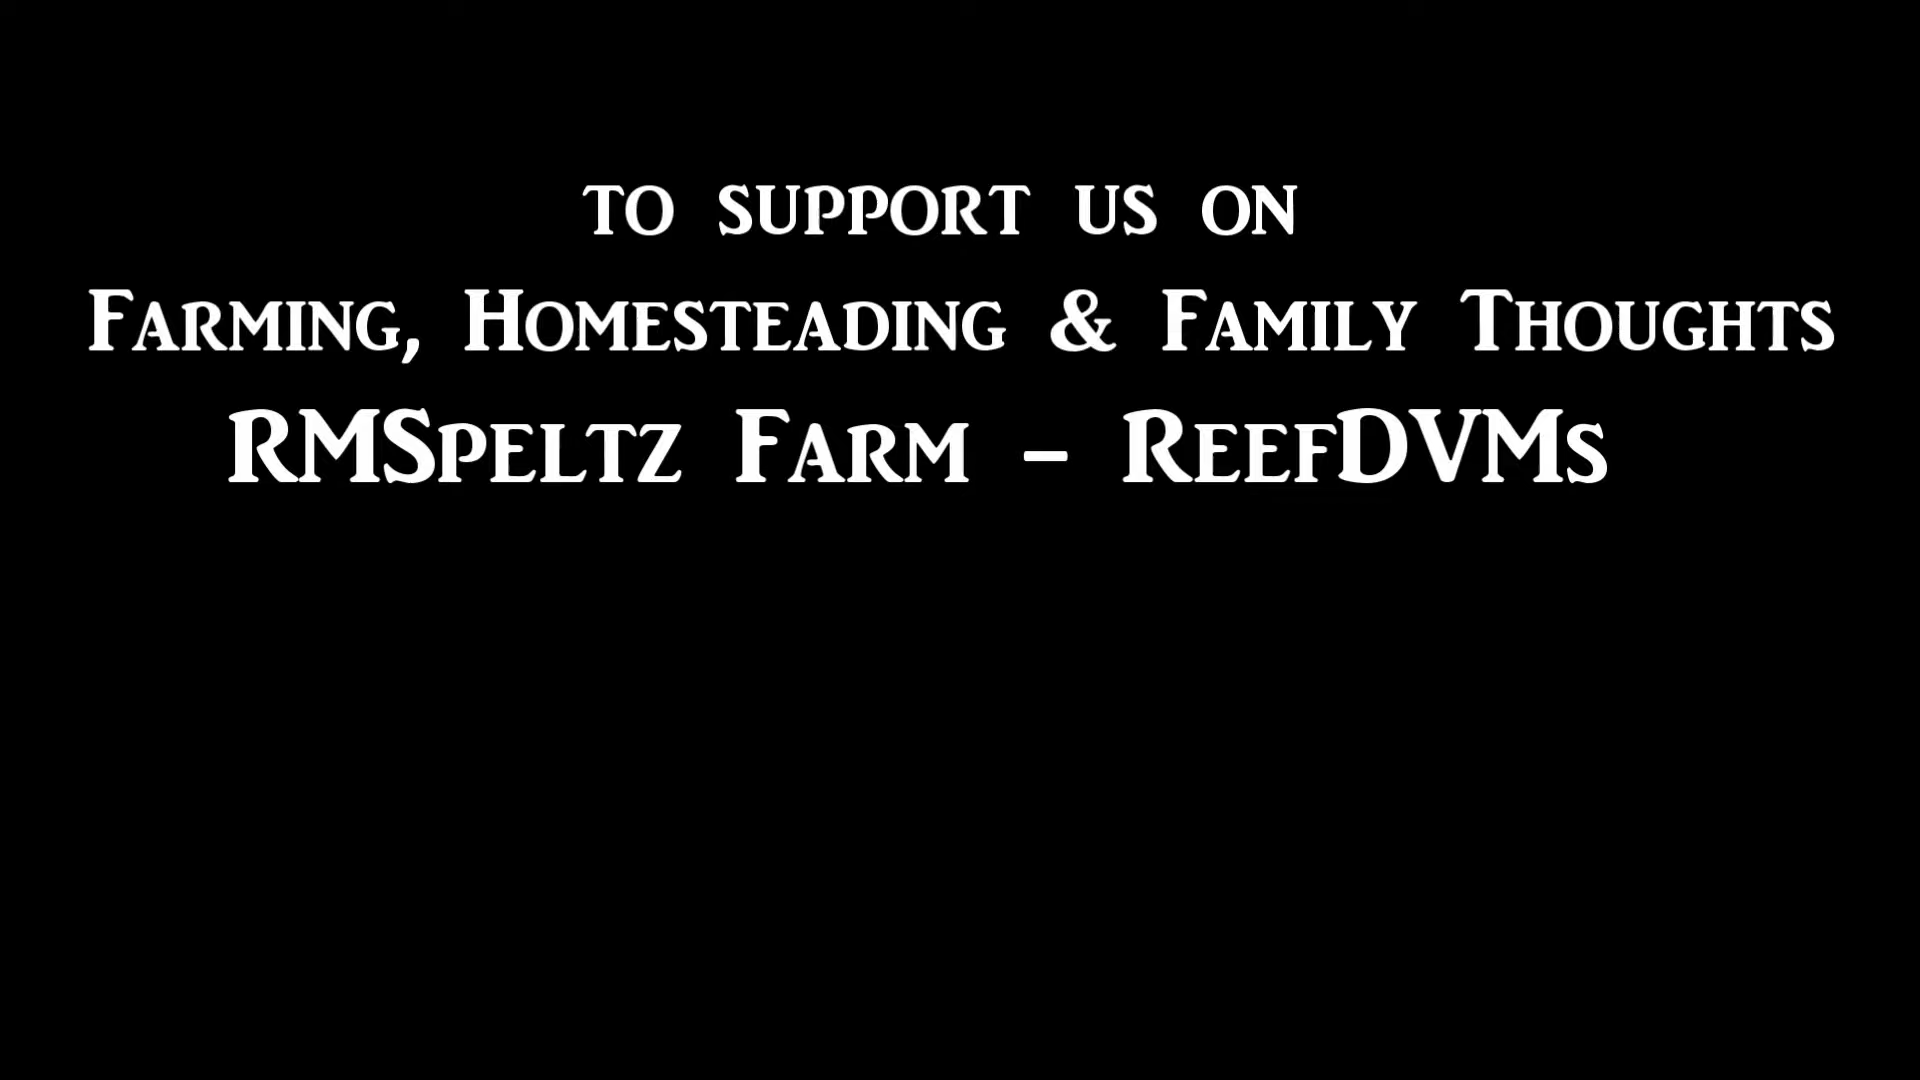 to support us on
Farming, Homesteading & Family Thoughts
RMSpeltz Farm - ReefDVMs